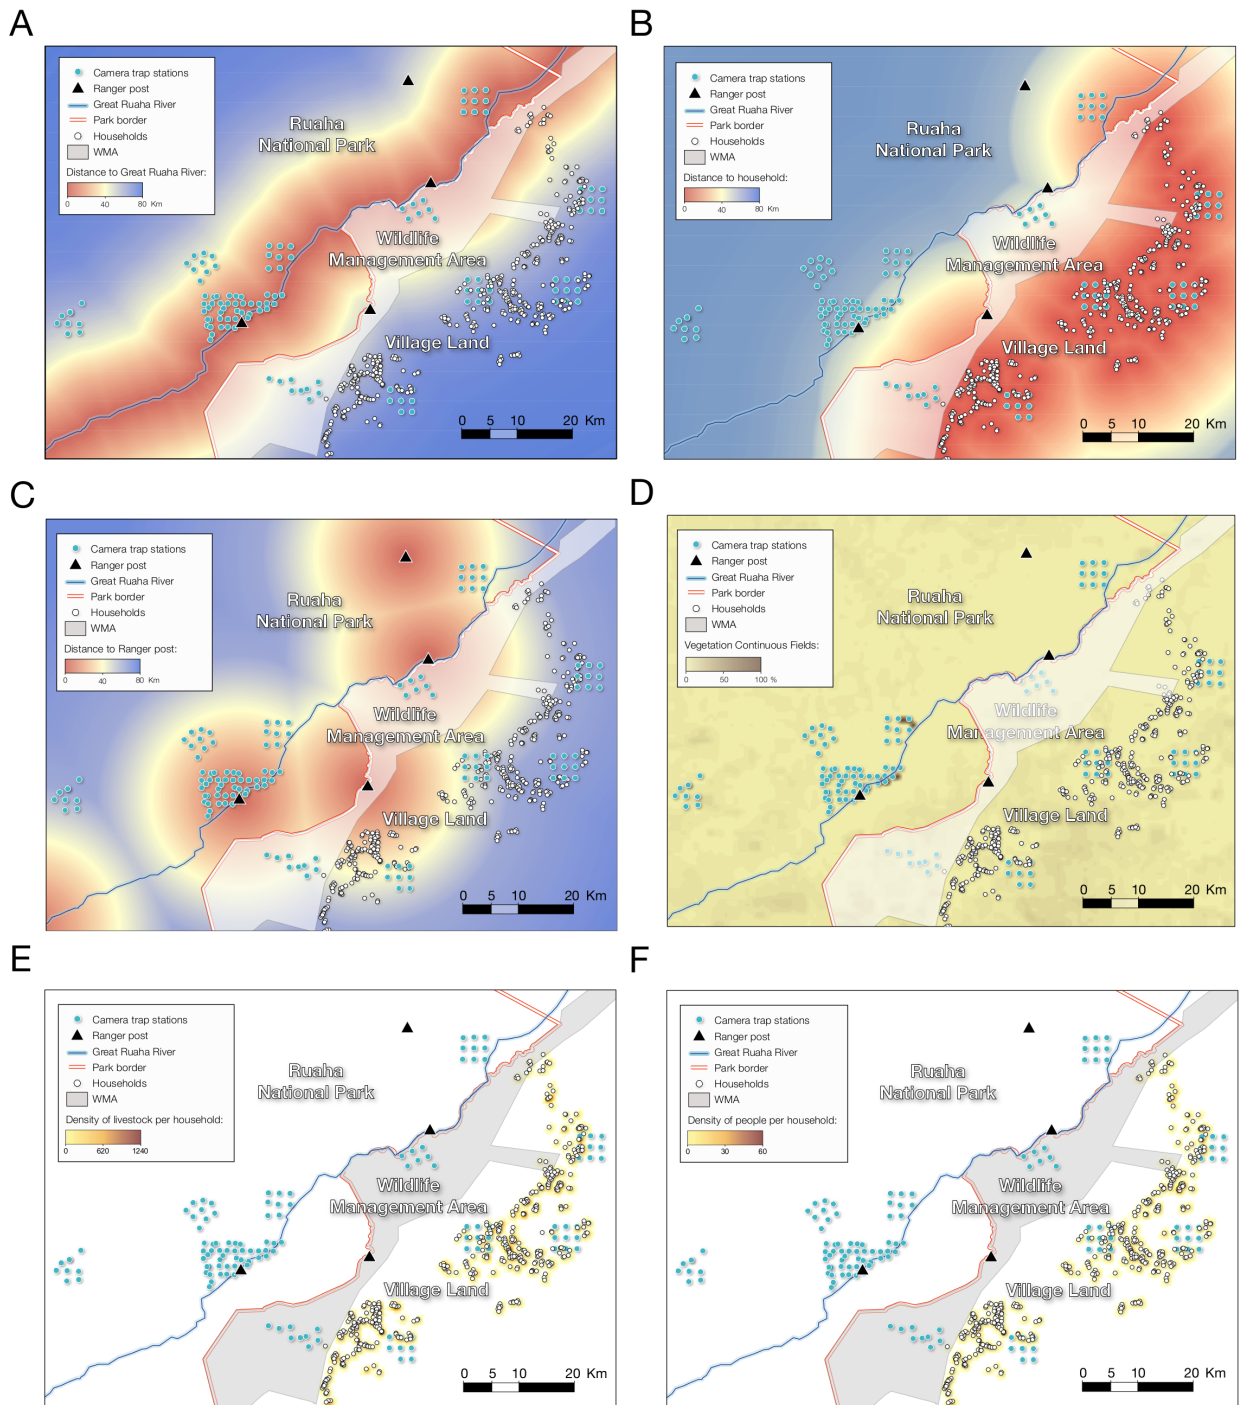 A
Camera trap stations
Ranger post
Great Ruaha River
Park border
Households
WMA
Distance to Great Ruaha River:
0 40 80 Km
Ruaha
National Park
Wildlife
Management Area
Village Land
0 5 10 20 Km
B
Camera trap stations
Ranger post
Great Ruaha River
Park border
Households
WMA
Distance to household:
0 40 80 Km
Ruaha
National Park
Wildlife
Management Area
Village Land
0 5 10 20 Km
C
Camera trap stations
Ranger post
Great Ruaha River
Park border
Households
WMA
Distance to Ranger post:
0 40 80 Km
Ruaha
National Park
Wildlife
Management Area
Village Land
0 5 10 20 Km
D
Camera trap stations
Ranger post
Great Ruaha River
Park border
Households
WMA
Vegetation Continuous Fields:
0 50 100 %
Ruaha
National Park
Wildlife
Management Area
Village Land
0 5 10 20 Km
E
Camera trap stations
Ranger post
Great Ruaha River
Park border
Households
WMA
Density of livestock per household:
0 620 1240
Ruaha
National Park
Wildlife
Management Area
Village Land
0 5 10 20 Km
F
Camera trap stations
Ranger post
Great Ruaha River
Park border
Households
WMA
Density of people per household:
0 30 60
Ruaha
National Park
Wildlife
Management Area
Village Land
0 5 10 20 Km